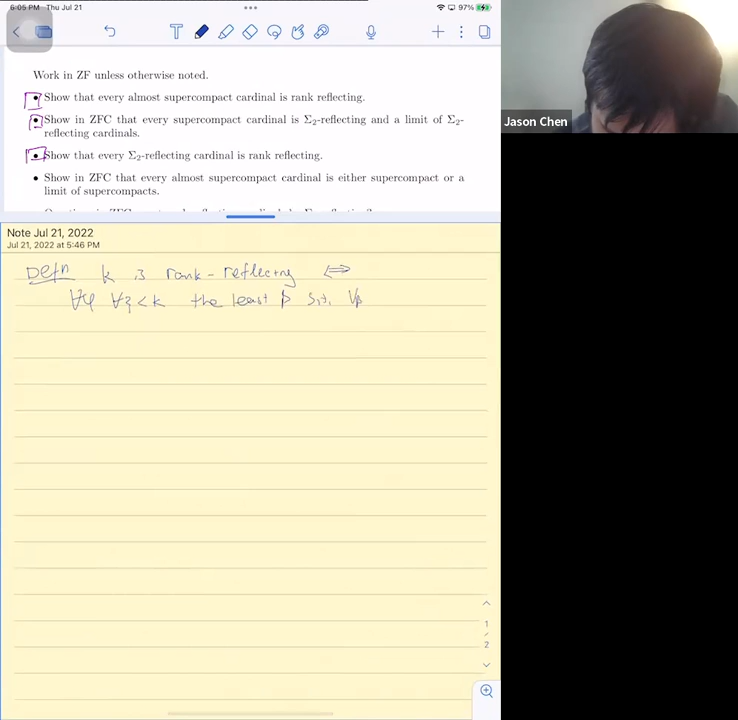 6:05 PM Thu Jul 21
97%
Work in ZF unless otherwise noted.
• Show that every almost supercompact cardinal is rank reflecting.
• Show in ZFC that every supercompact cardinal is Σ₂-reflecting and a limit of Σ₂-
reflecting cardinals.
• Show that every Σ₂-reflecting cardinal is rank reflecting.
• Show in ZFC that every almost supercompact cardinal is either supercompact or a
limit of supercompacts.
Note Jul 21, 2022
Jul 21, 2022 at 5:46 PM
Defn κ is rank-reflecting ⇔
∀φ ∀ξ<κ the least β s.t. Vβ
1
2
Jason Chen